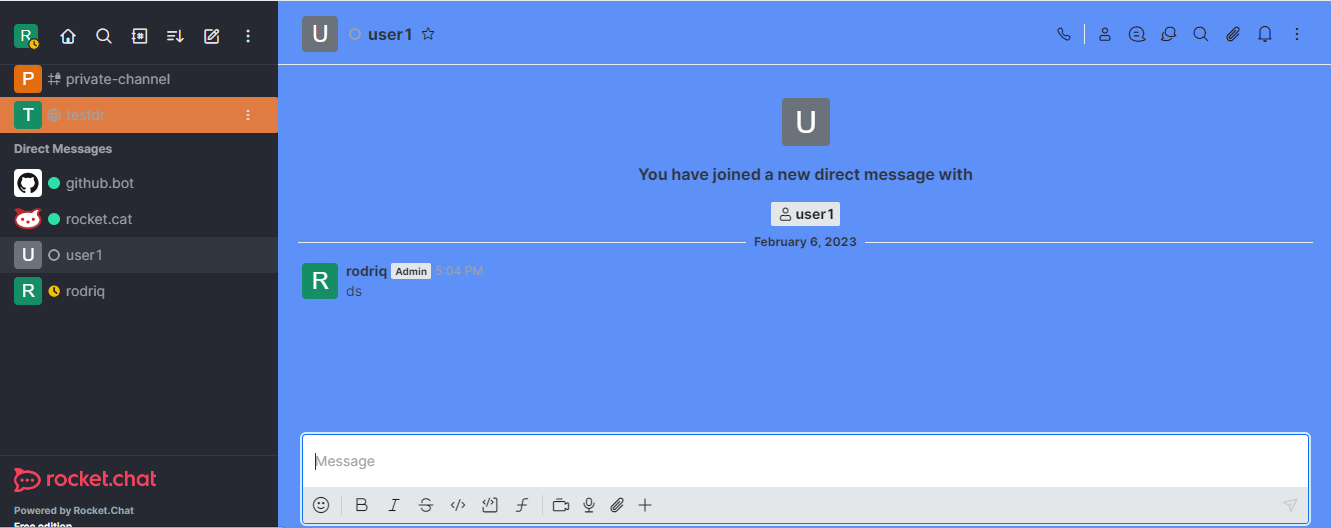 R
P private-channel
T tesfdr
Direct Messages
github.bot
rocket.cat
U user1
R rodriq
rocket.chat
Powered by Rocket.Chat
Free edition
U user1
U
You have joined a new direct message with
user1
February 6, 2023
R rodriq Admin 5:04 PM
ds
Message
B I S </> f